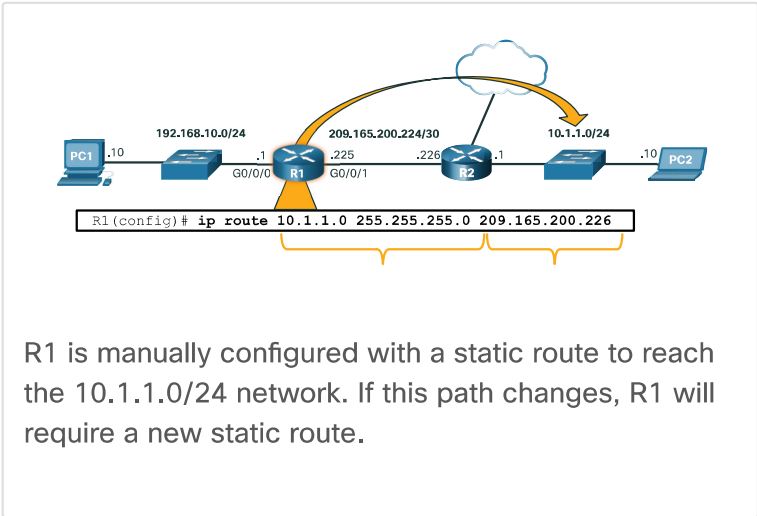 192.168.10.0/24 209.165.200.224/30 10.1.1.0/24
PC1 .10 .1 R1 .225 .226 R2 .1 .10 PC2
G0/0/0 G0/0/1
R1(config)# ip route 10.1.1.0 255.255.255.0 209.165.200.226
R1 is manually configured with a static route to reach
the 10.1.1.0/24 network. If this path changes, R1 will
require a new static route.